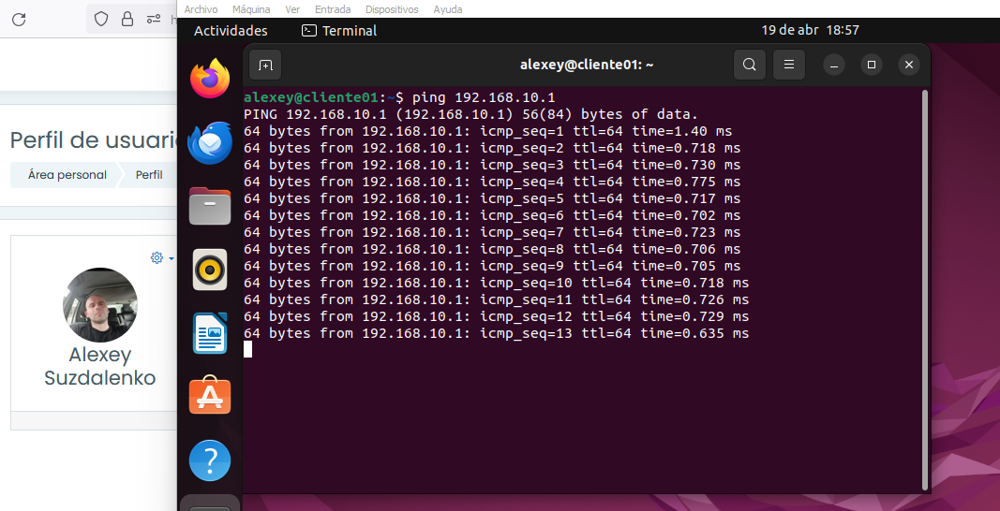 Archivo Máquina Ver Entrada Dispositivos Ayuda
Actividades Terminal 19 de abr 18:57
alexey@cliente01: ~
Perfil de usuari
Área personal Perfil
Alexey
Suzdalenko
alexey@cliente01:~$ ping 192.168.10.1
PING 192.168.10.1 (192.168.10.1) 56(84) bytes of data.
64 bytes from 192.168.10.1: icmp_seq=1 ttl=64 time=1.40 ms
64 bytes from 192.168.10.1: icmp_seq=2 ttl=64 time=0.718 ms
64 bytes from 192.168.10.1: icmp_seq=3 ttl=64 time=0.730 ms
64 bytes from 192.168.10.1: icmp_seq=4 ttl=64 time=0.775 ms
64 bytes from 192.168.10.1: icmp_seq=5 ttl=64 time=0.717 ms
64 bytes from 192.168.10.1: icmp_seq=6 ttl=64 time=0.702 ms
64 bytes from 192.168.10.1: icmp_seq=7 ttl=64 time=0.723 ms
64 bytes from 192.168.10.1: icmp_seq=8 ttl=64 time=0.706 ms
64 bytes from 192.168.10.1: icmp_seq=9 ttl=64 time=0.705 ms
64 bytes from 192.168.10.1: icmp_seq=10 ttl=64 time=0.718 ms
64 bytes from 192.168.10.1: icmp_seq=11 ttl=64 time=0.726 ms
64 bytes from 192.168.10.1: icmp_seq=12 ttl=64 time=0.729 ms
64 bytes from 192.168.10.1: icmp_seq=13 ttl=64 time=0.635 ms